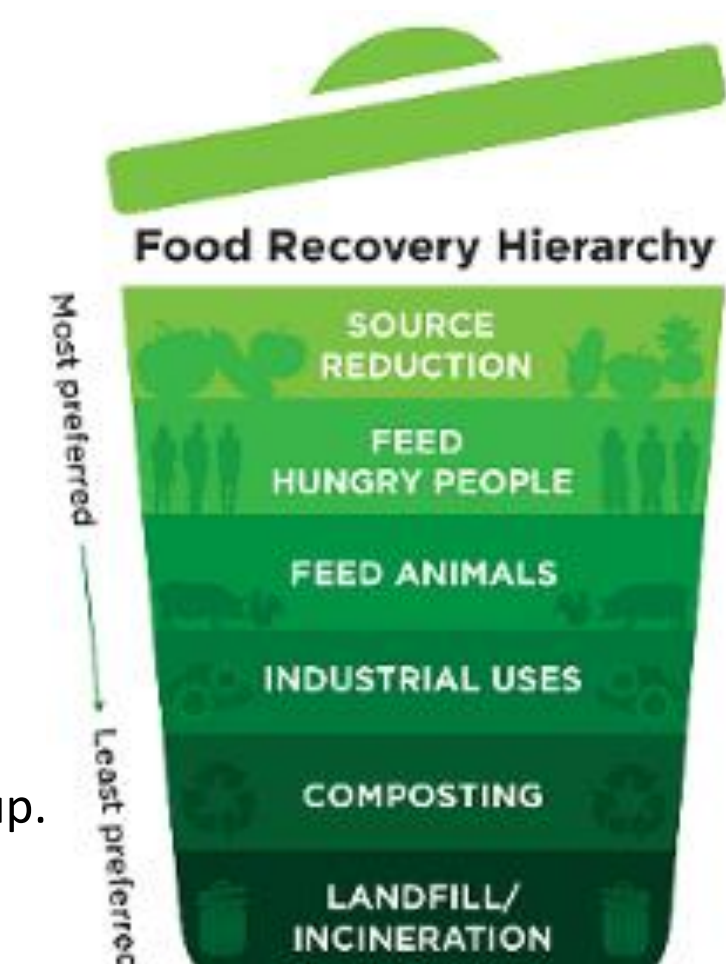 Food Recovery Hierarchy
Most preferred
SOURCE
REDUCTION
FEED
HUNGRY PEOPLE
FEED ANIMALS
INDUSTRIAL USES
up.
COMPOSTING
Least preferred
LANDFILL/
INCINERATION